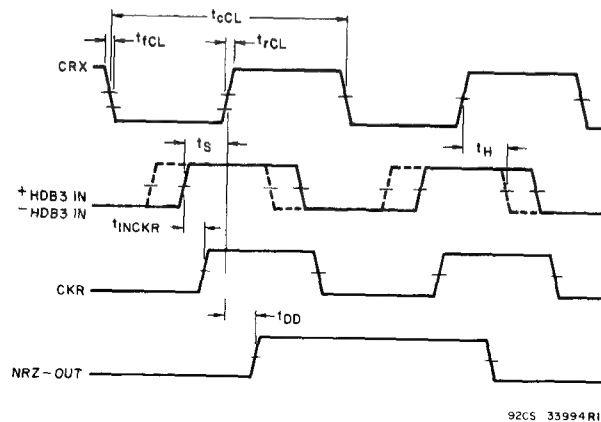 tcCL
tfCL
trCL
CRX
tS
tH
+HDB3 IN
−HDB3 IN
tINCKR
CKR
tDD
NRZ-OUT
92CS 33994R1